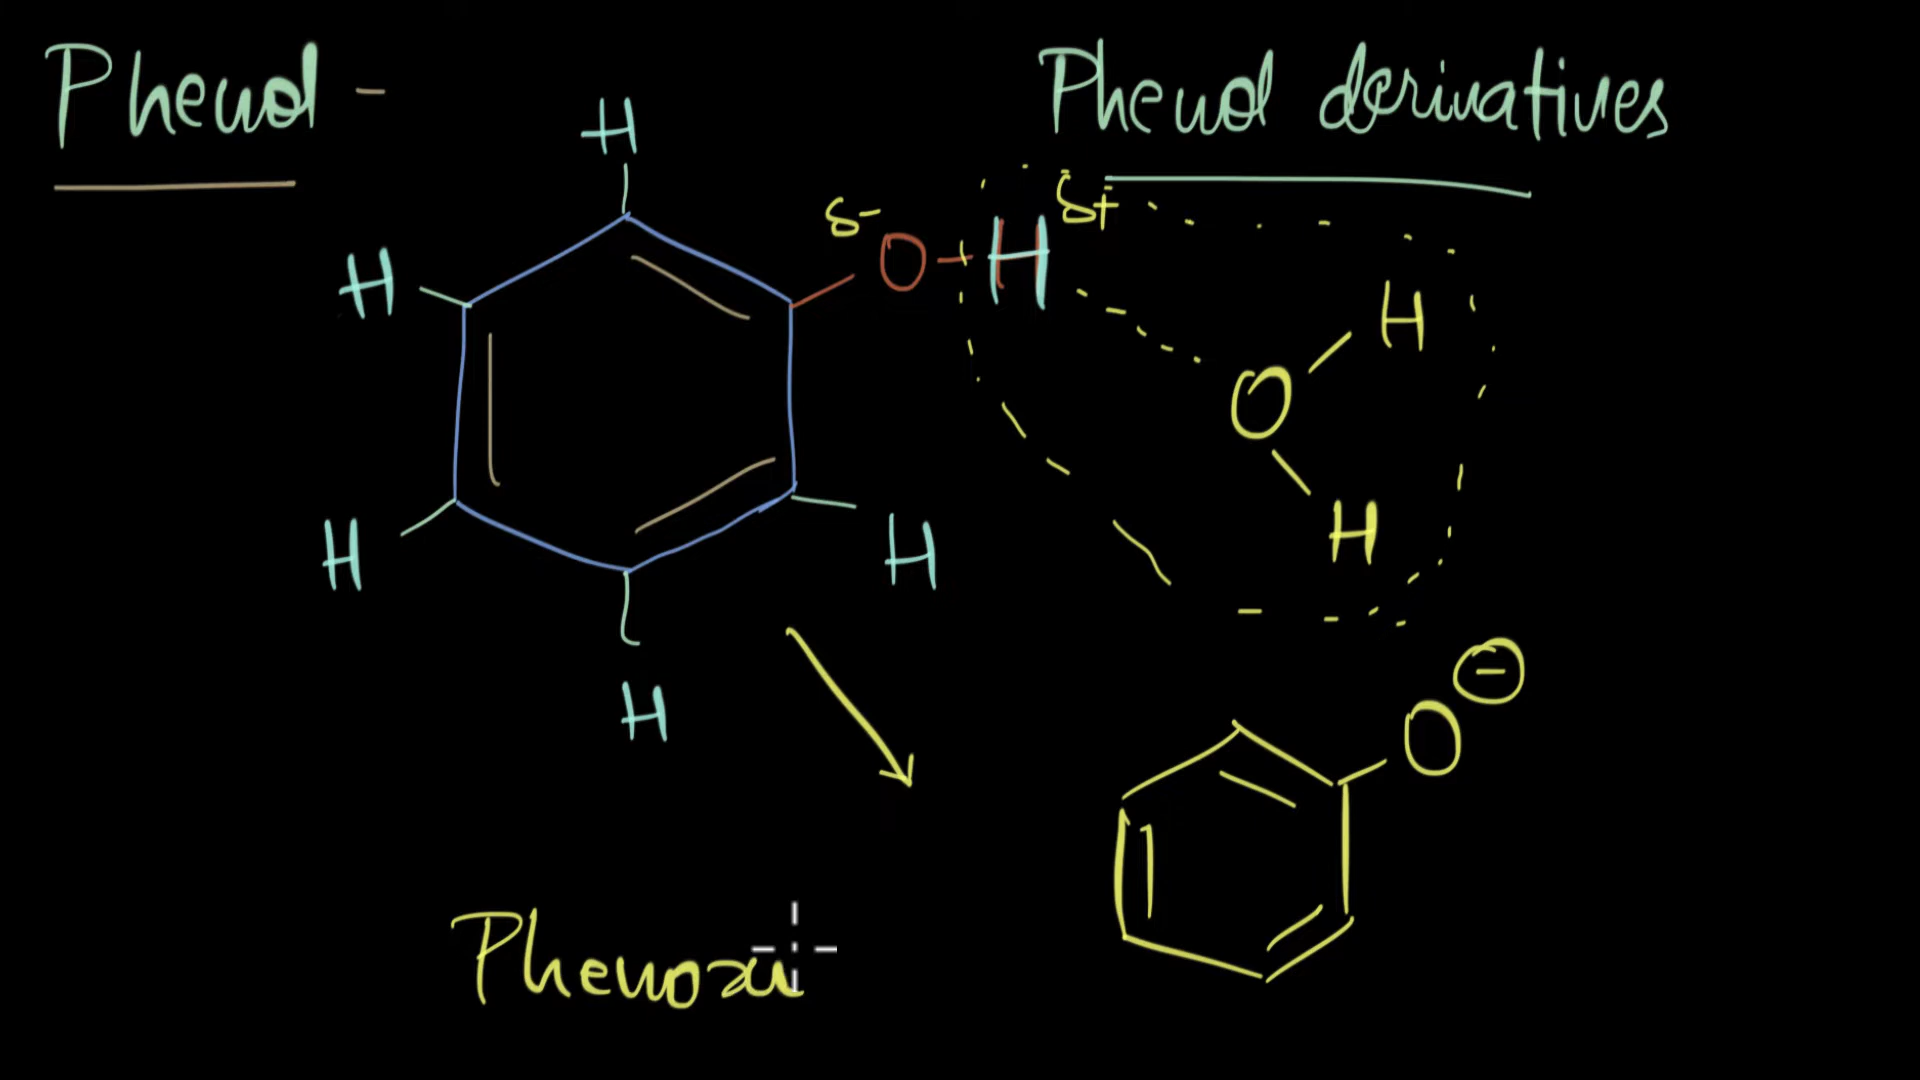 Phenol -
Phenol derivatives
H
δ-
δ+
H
O - H
H
O
H
H
H
H
-
O
Phenoxi